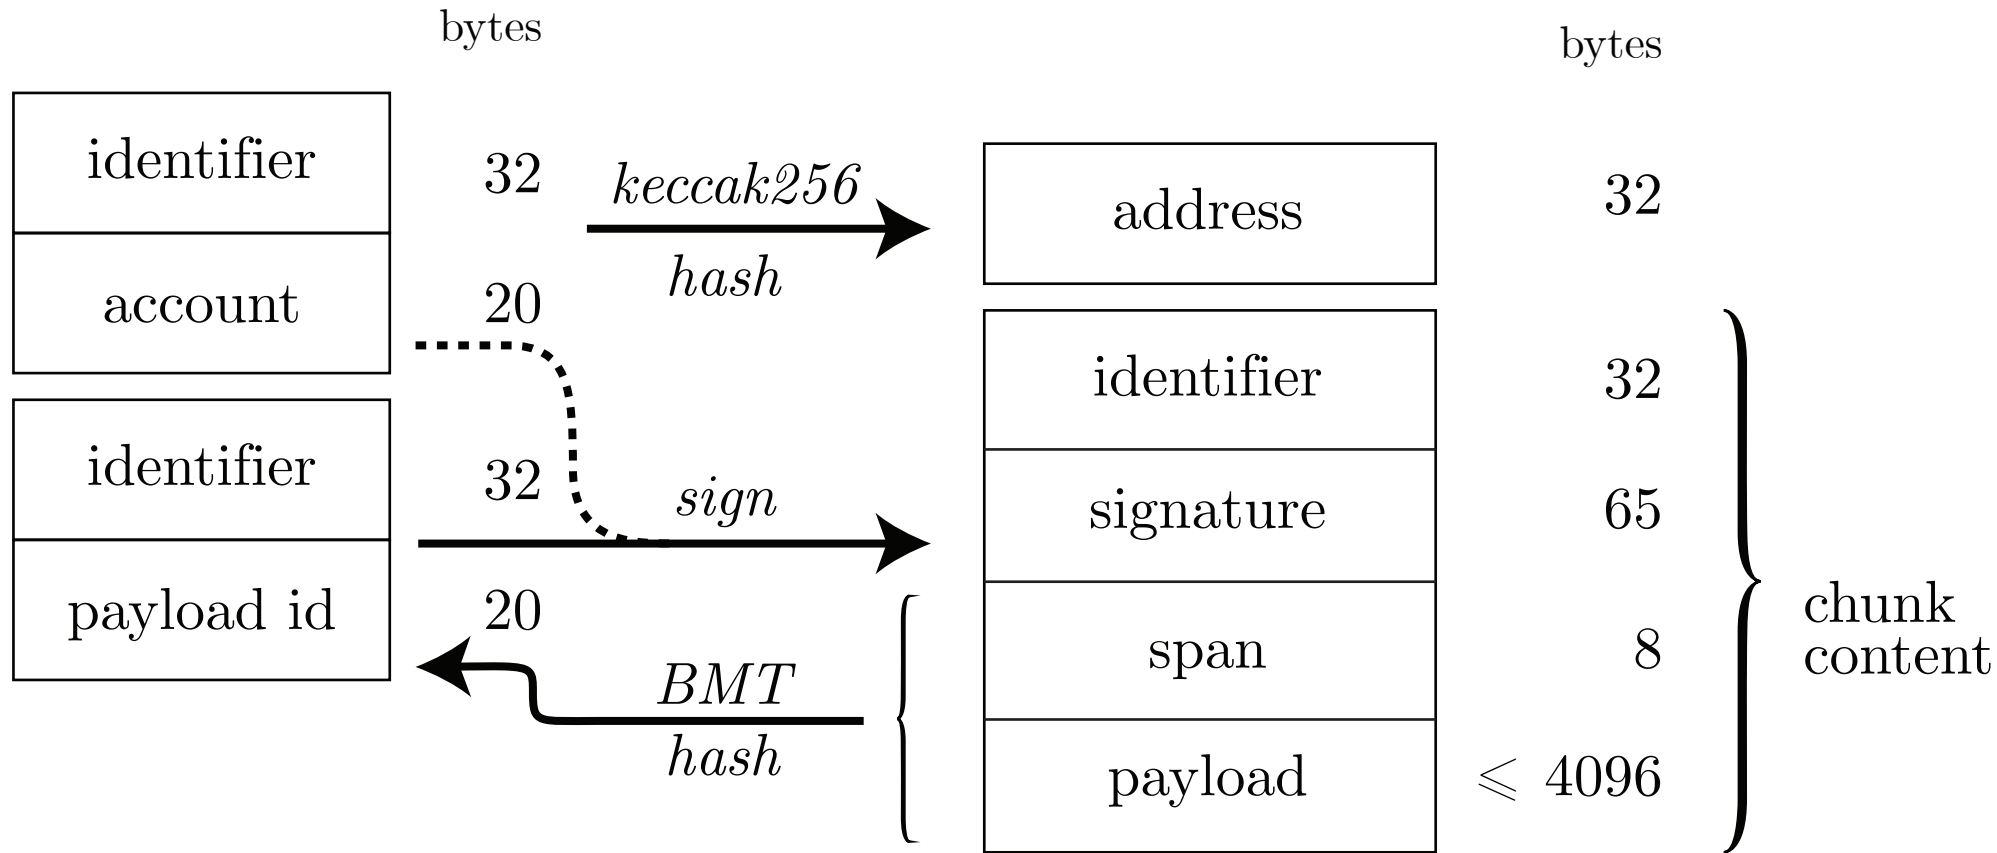 bytes
bytes
identifier
32
keccak256
address
32
account
20
hash
identifier
32
identifier
32
sign
signature
65
payload id
20
span
8
chunk
content
BMT
hash
payload
⩽ 4096